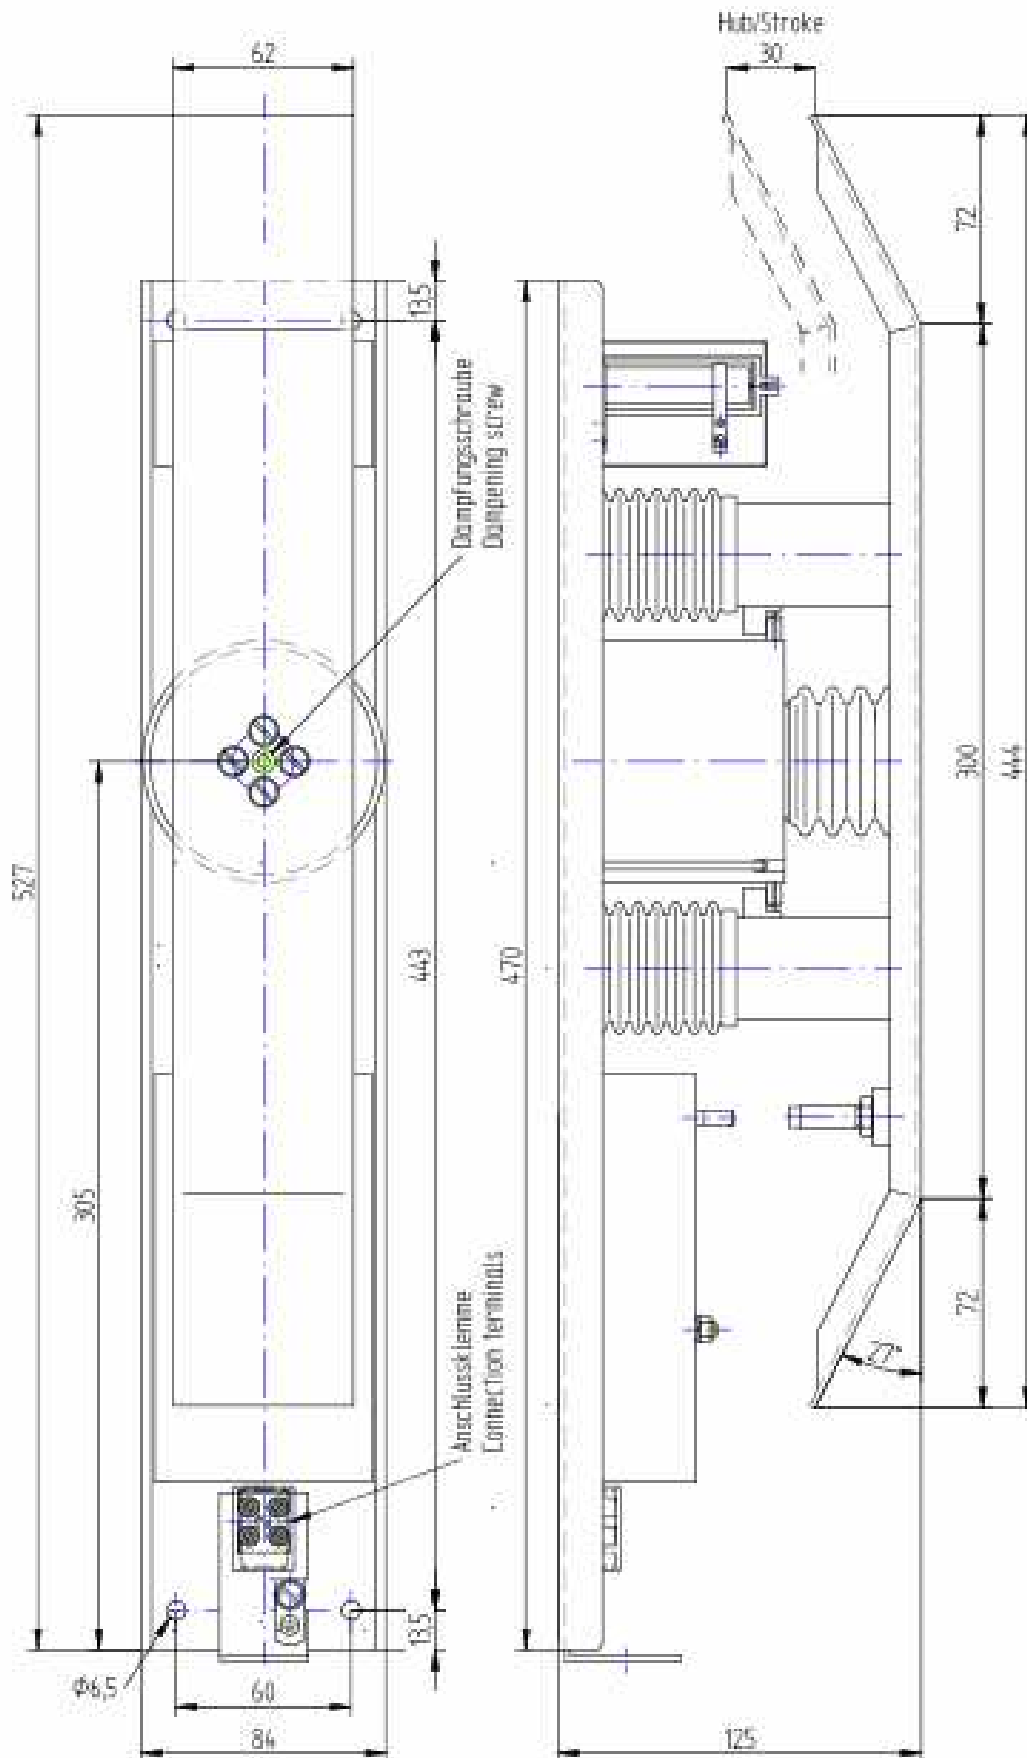 Hub/Stroke
30
62
72
13,5
Dämpfungsschraube
Dampening screw
300
444
527
443
470
305
72
27°
Anschlussklemme
Connection terminals
13,5
Φ6,5
60
84
125